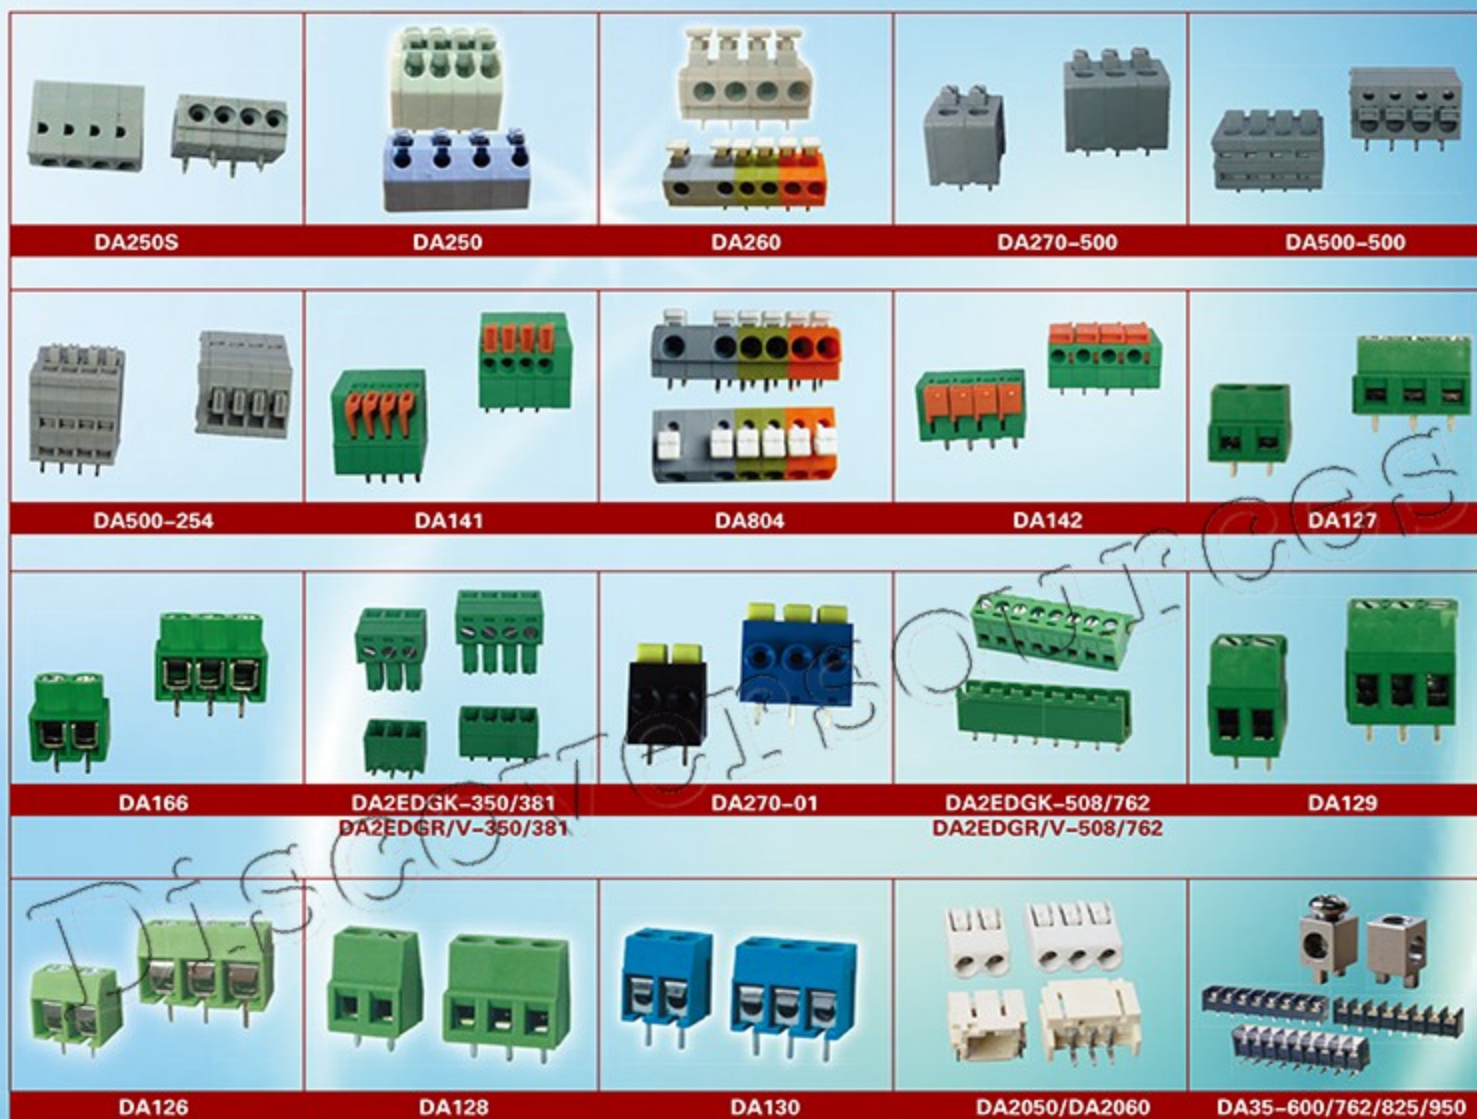 DA250S
DA250
DA260
DA270-500
DA500-500
DA500-254
DA141
DA804
DA142
DA127
DA166
DA2EDGK-350/381
DA2EDGR/V-350/381
DA270-01
DA2EDGK-508/762
DA2EDGR/V-508/762
DA129
DA126
DA128
DA130
DA2050/DA2060
DA35-600/762/825/950
Discoversources